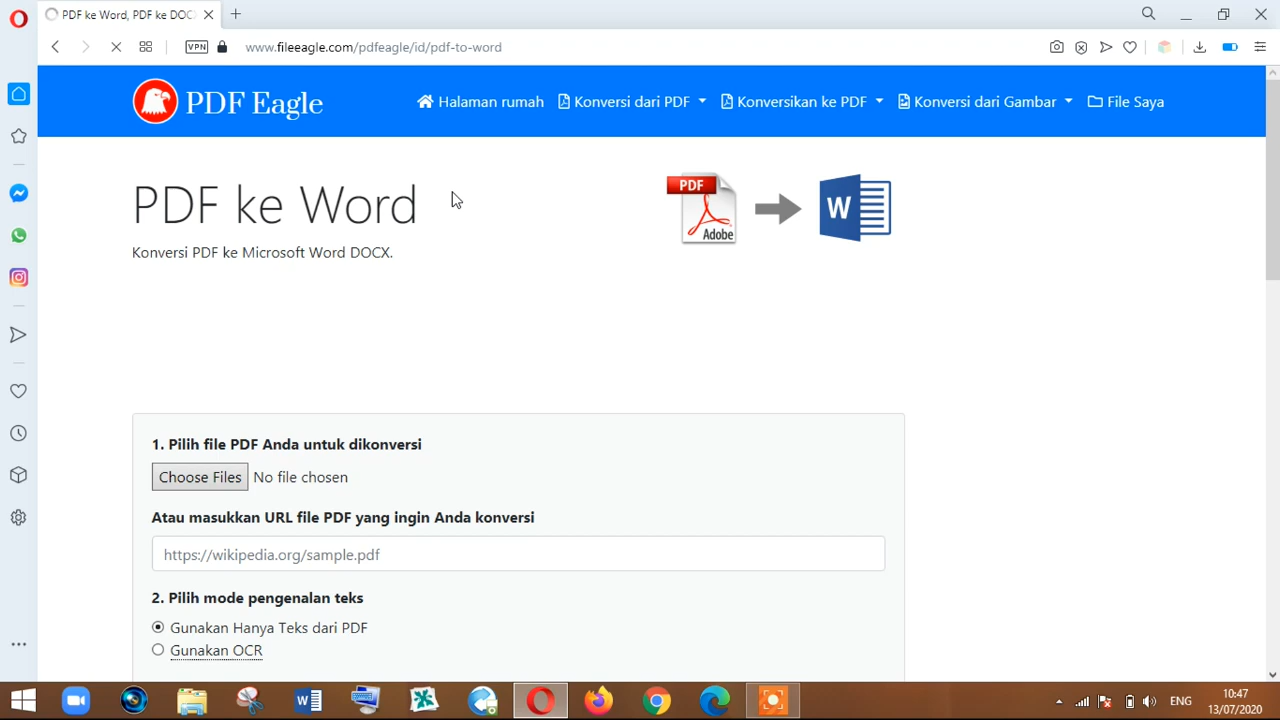 PDF ke Word, PDF ke DOCX
VPN
www.fileeagle.com/pdfeagle/id/pdf-to-word
PDF Eagle
Halaman rumah
Konversi dari PDF
Konversikan ke PDF
Konversi dari Gambar
File Saya
PDF ke Word
Konversi PDF ke Microsoft Word DOCX.
PDF
Adobe
W
1. Pilih file PDF Anda untuk dikonversi
Choose Files No file chosen
Atau masukkan URL file PDF yang ingin Anda konversi
https://wikipedia.org/sample.pdf
2. Pilih mode pengenalan teks
Gunakan Hanya Teks dari PDF
Gunakan OCR
ENG
10:47
13/07/2020